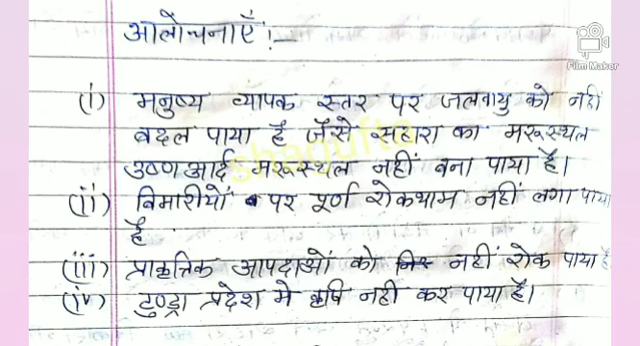 आलोचनाएँ:—
Film Maker
(i) मनुष्य व्यापक स्तर पर जलवायु को नहीं
बदल पाया है जैसे सहारा का मरूस्थल
उष्ण आर्द्र मरूस्थल नहीं बना पाया है।
shagufta
(ii) बिमारीयों पर पूर्ण रोकथाम नहीं लगा पाया
है
(iii) प्राकृतिक आपदाओं को नहीं रोक पाया है
(iv) टुण्ड्रा प्रदेश मे कृषि नही कर पाया है।